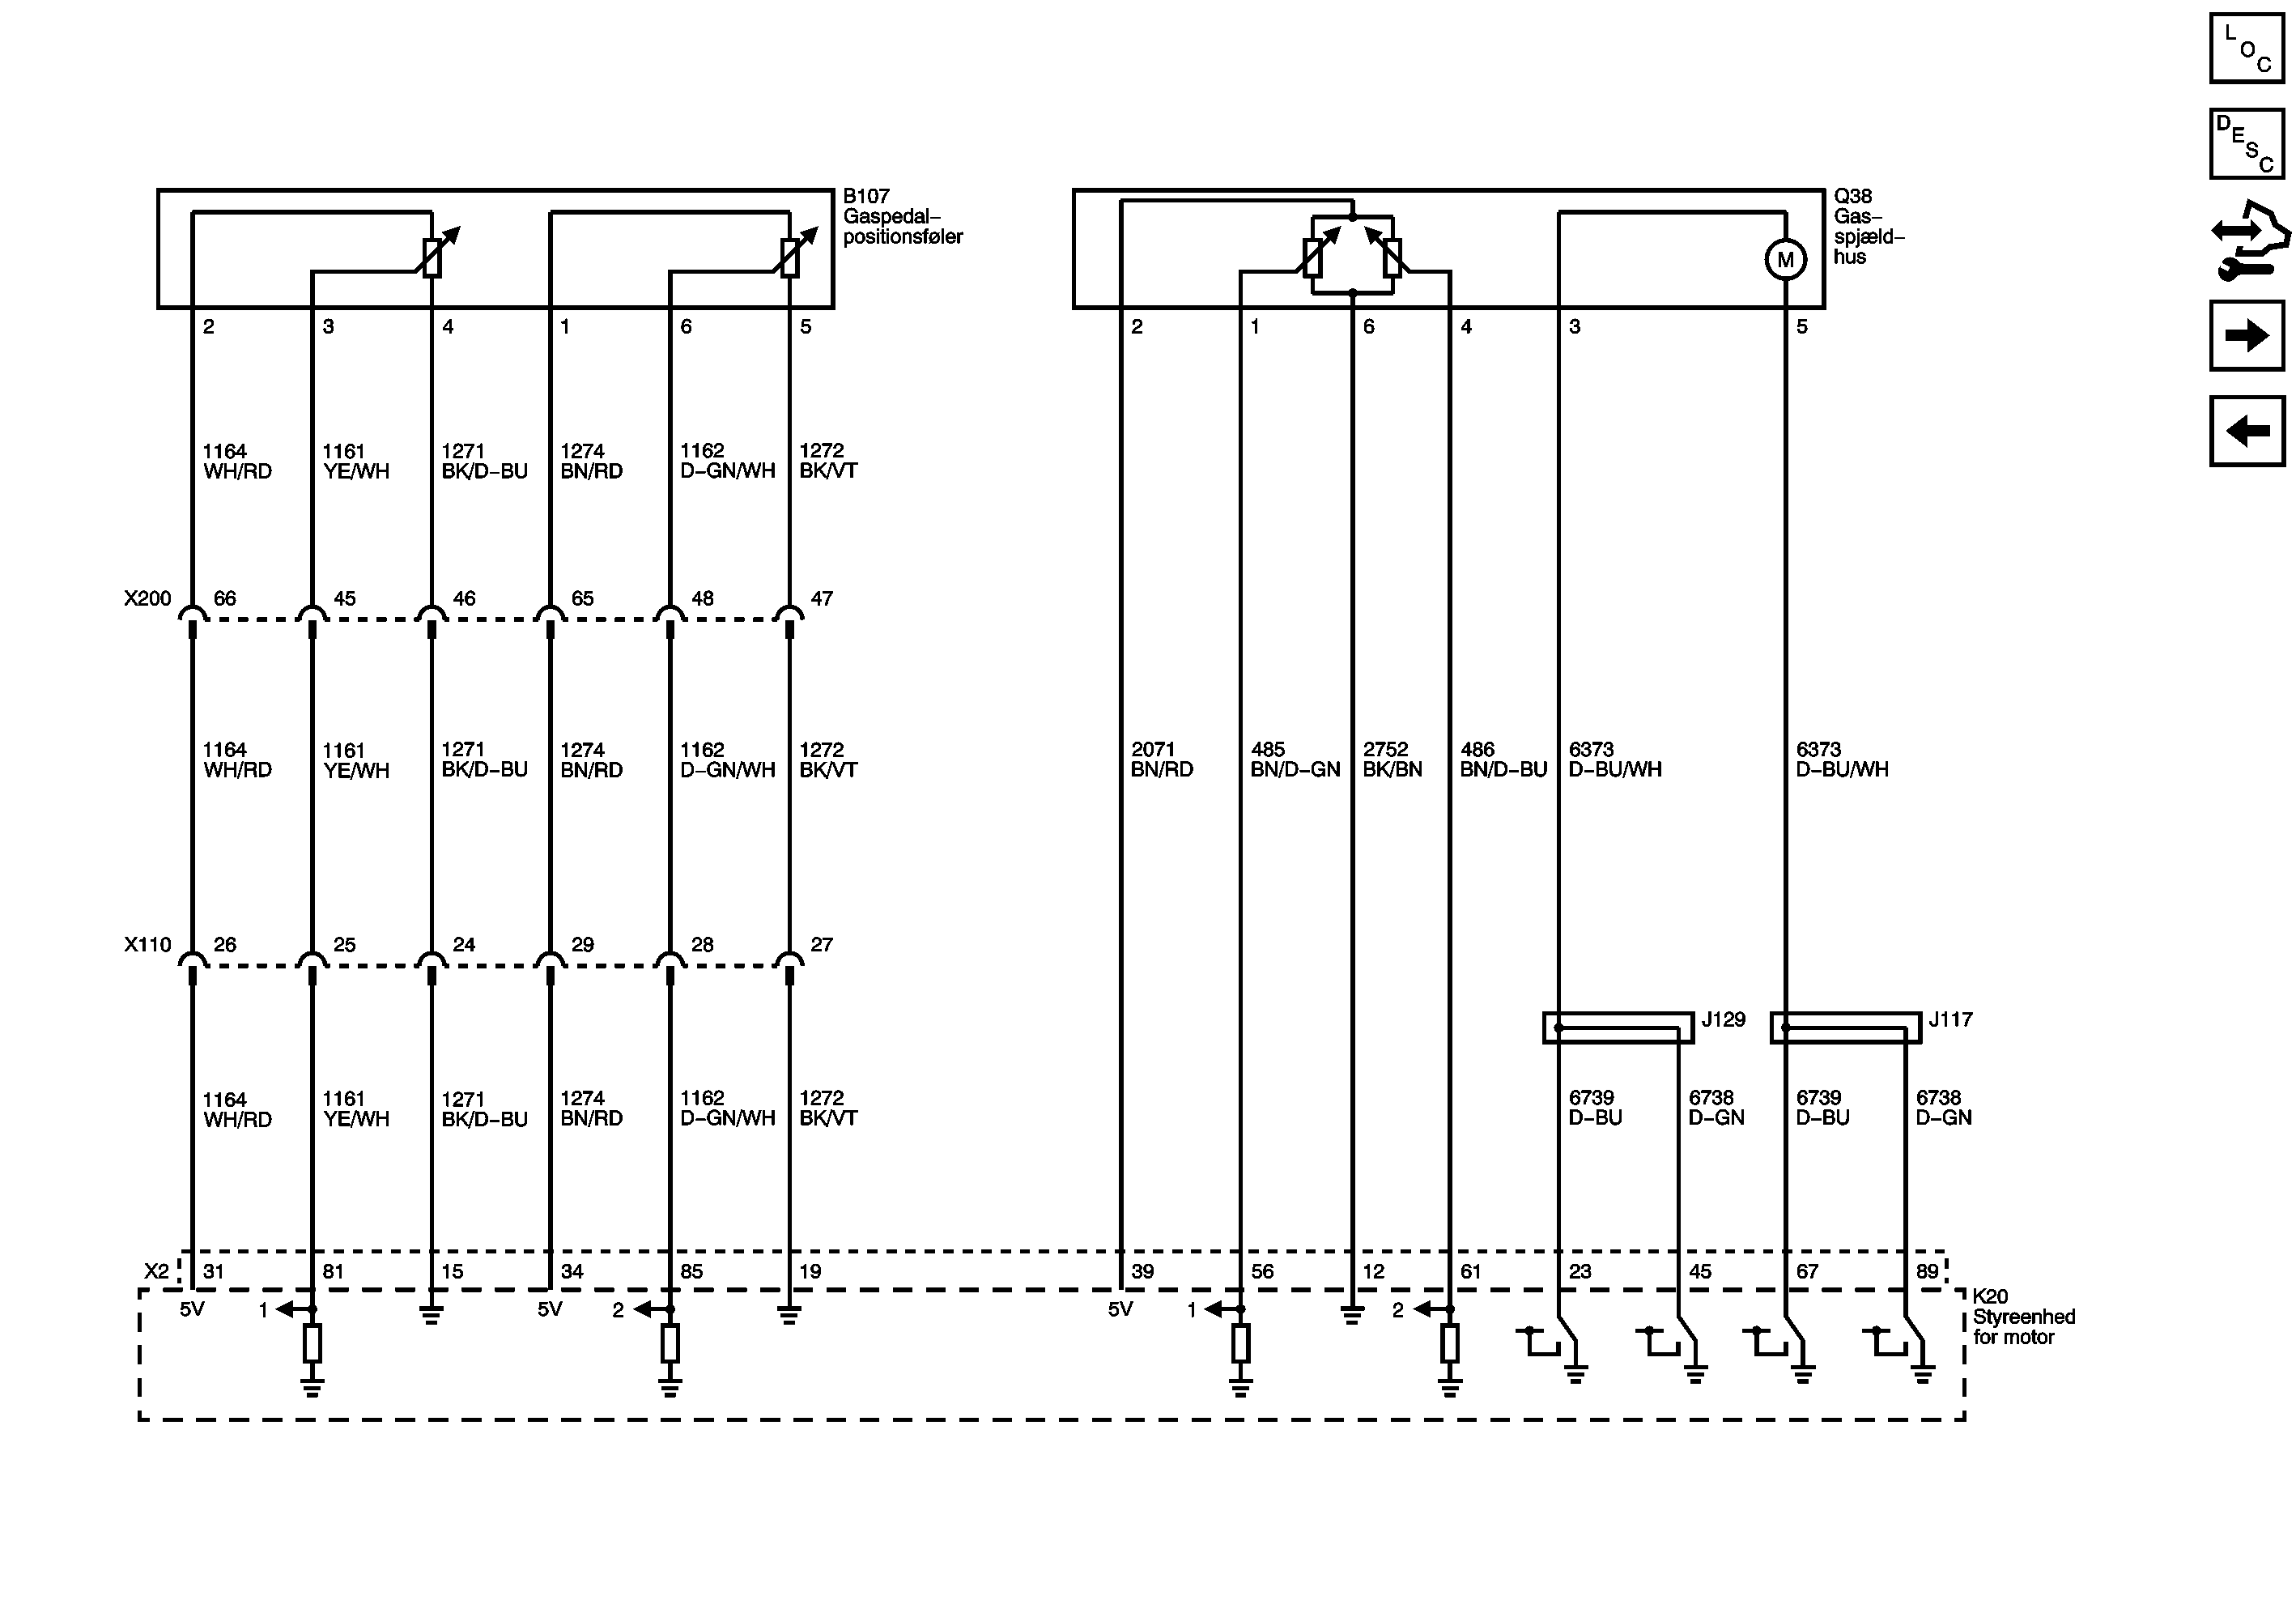 L
O
C
D
E
S
C
B107
Gaspedal–
positionsføler
Q38
Gas–
spjæld–
hus
M
2 3 4 1 6 5
2 1 6 4 3 5
1164 1161 1271 1274 1162 1272
WH/RD YE/WH BK/D–BU BN/RD D–GN/WH BK/VT
X200 66 45 46 65 48 47
1164 1161 1271 1274 1162 1272
WH/RD YE/WH BK/D–BU BN/RD D–GN/WH BK/VT
2071 485 2752 486 6373 6373
BN/RD BN/D–GN BK/BN BN/D–BU D–BU/WH D–BU/WH
X110 26 25 24 29 28 27
J129 J117
1164 1161 1271 1274 1162 1272
WH/RD YE/WH BK/D–BU BN/RD D–GN/WH BK/VT
6739 6738 6739 6738
D–BU D–GN D–BU D–GN
X2 31 81 15 34 85 19 39 56 12 61 23 45 67 89
5V 1 5V 2 5V 1 2
K20
Styreenhed
for motor